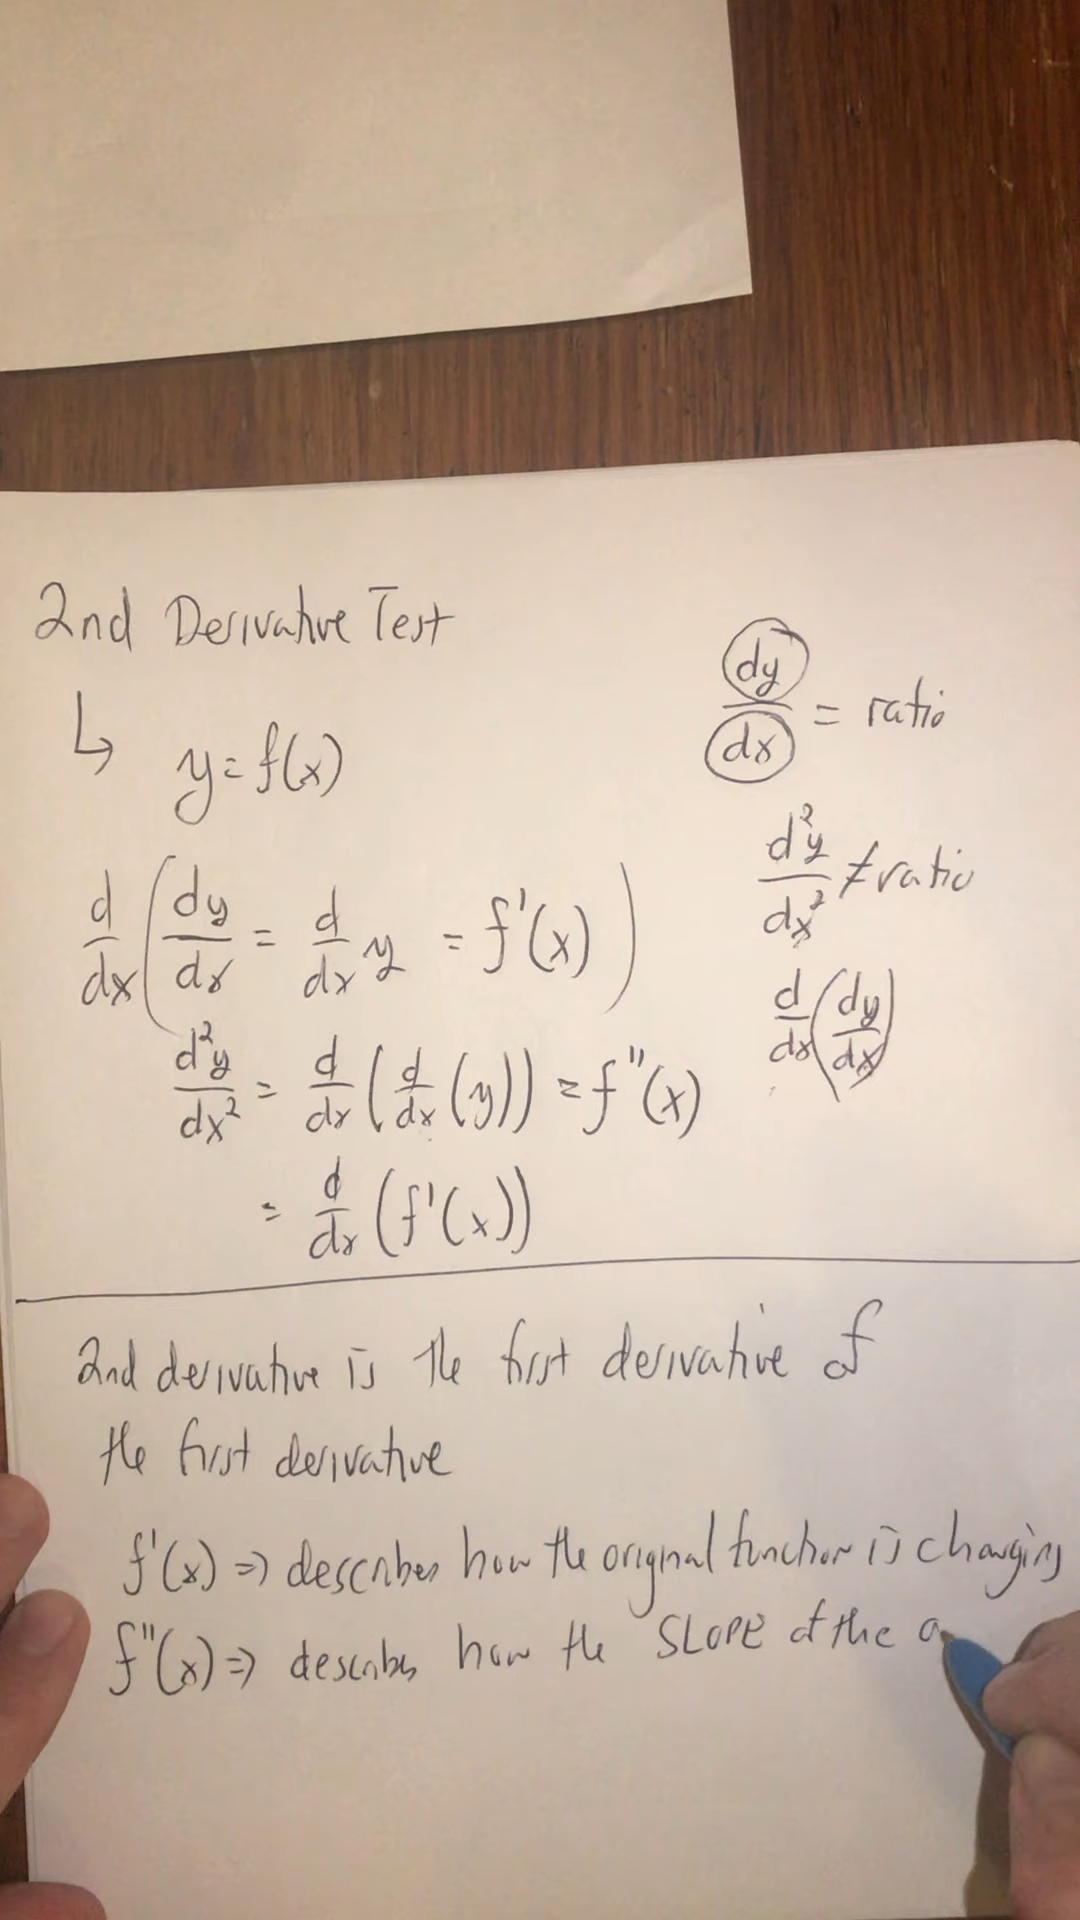 2nd Derivative Test
↳ y = f(x)
d/dx ( dy/dx = d/dx y = f'(x) )
d²y/dx² = d/dx ( d/dx (y)) = f''(x)
= d/dx (f'(x))
dy/dx = ratio
d²y/dx² ≠ ratio
d/dx (dy/dx)
2nd derivative is the first derivative of
the first derivative
f'(x) => describes how the original function is changing
f''(x) => describes how the SLOPE of the